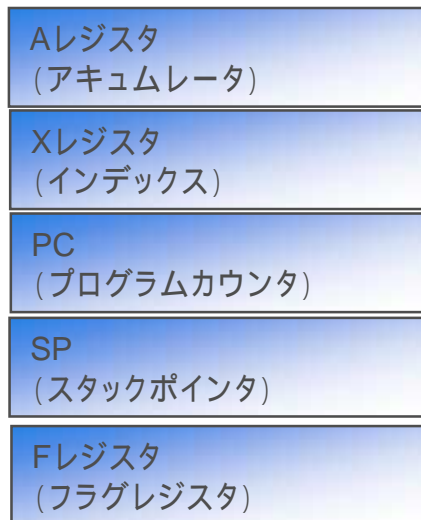 Aレジスタ
(アキュムレータ)
Xレジスタ
(インデックス)
PC
(プログラムカウンタ)
SP
(スタックポインタ)
Fレジスタ
(フラグレジスタ)